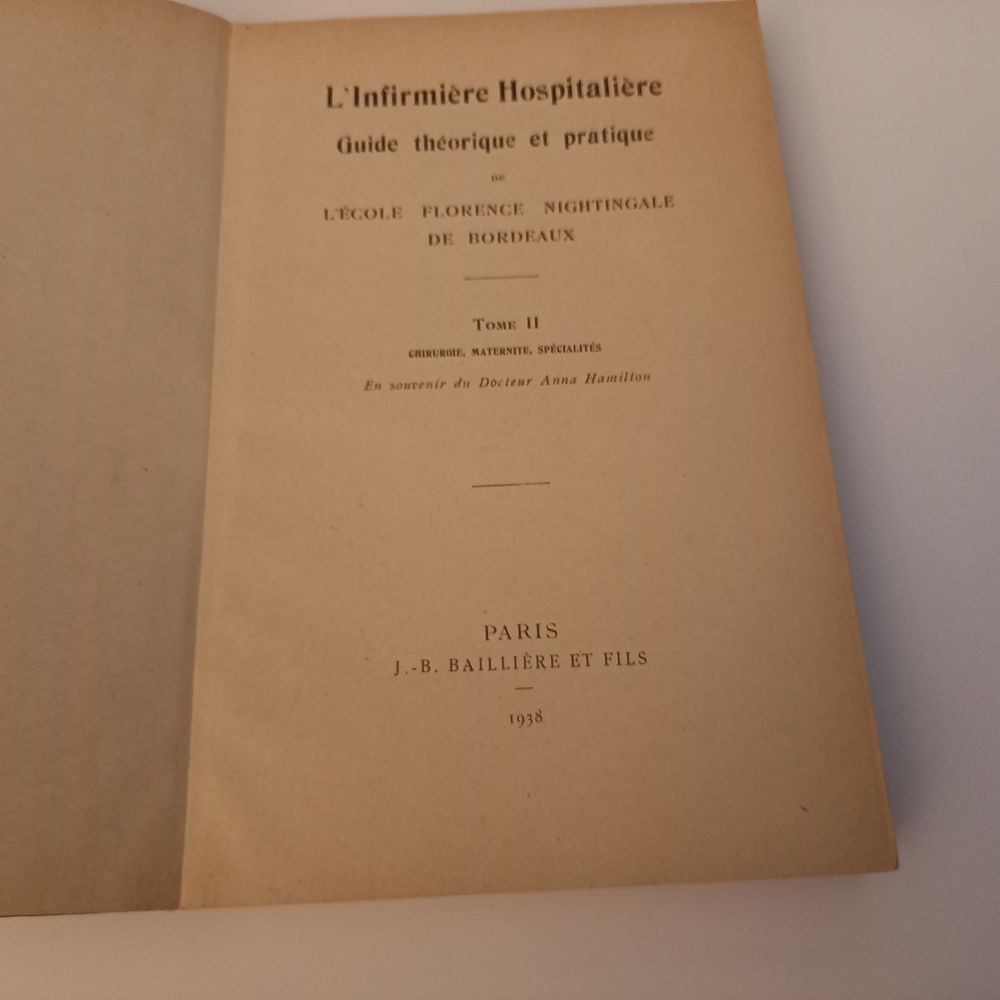 L'Infirmière Hospitalière
Guide théorique et pratique
DE
L'ÉCOLE FLORENCE NIGHTINGALE
DE BORDEAUX
TOME II
CHIRURGIE, MATERNITE, SPÉCIALITÉS
En souvenir du Docteur Anna Hamilton
PARIS
J.-B. BAILLIÈRE ET FILS
1938